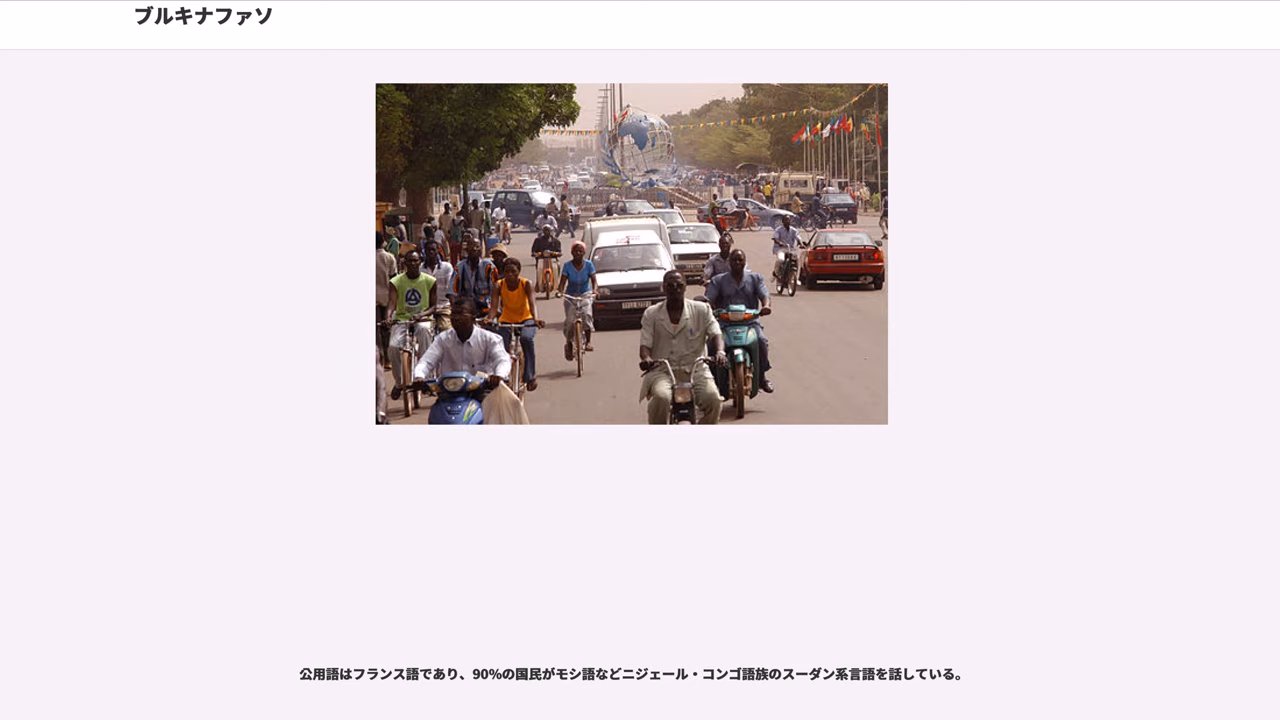 ブルキナファソ
公用語はフランス語であり、90%の国民がモシ語などニジェール・コンゴ語族のスーダン系言語を話している。